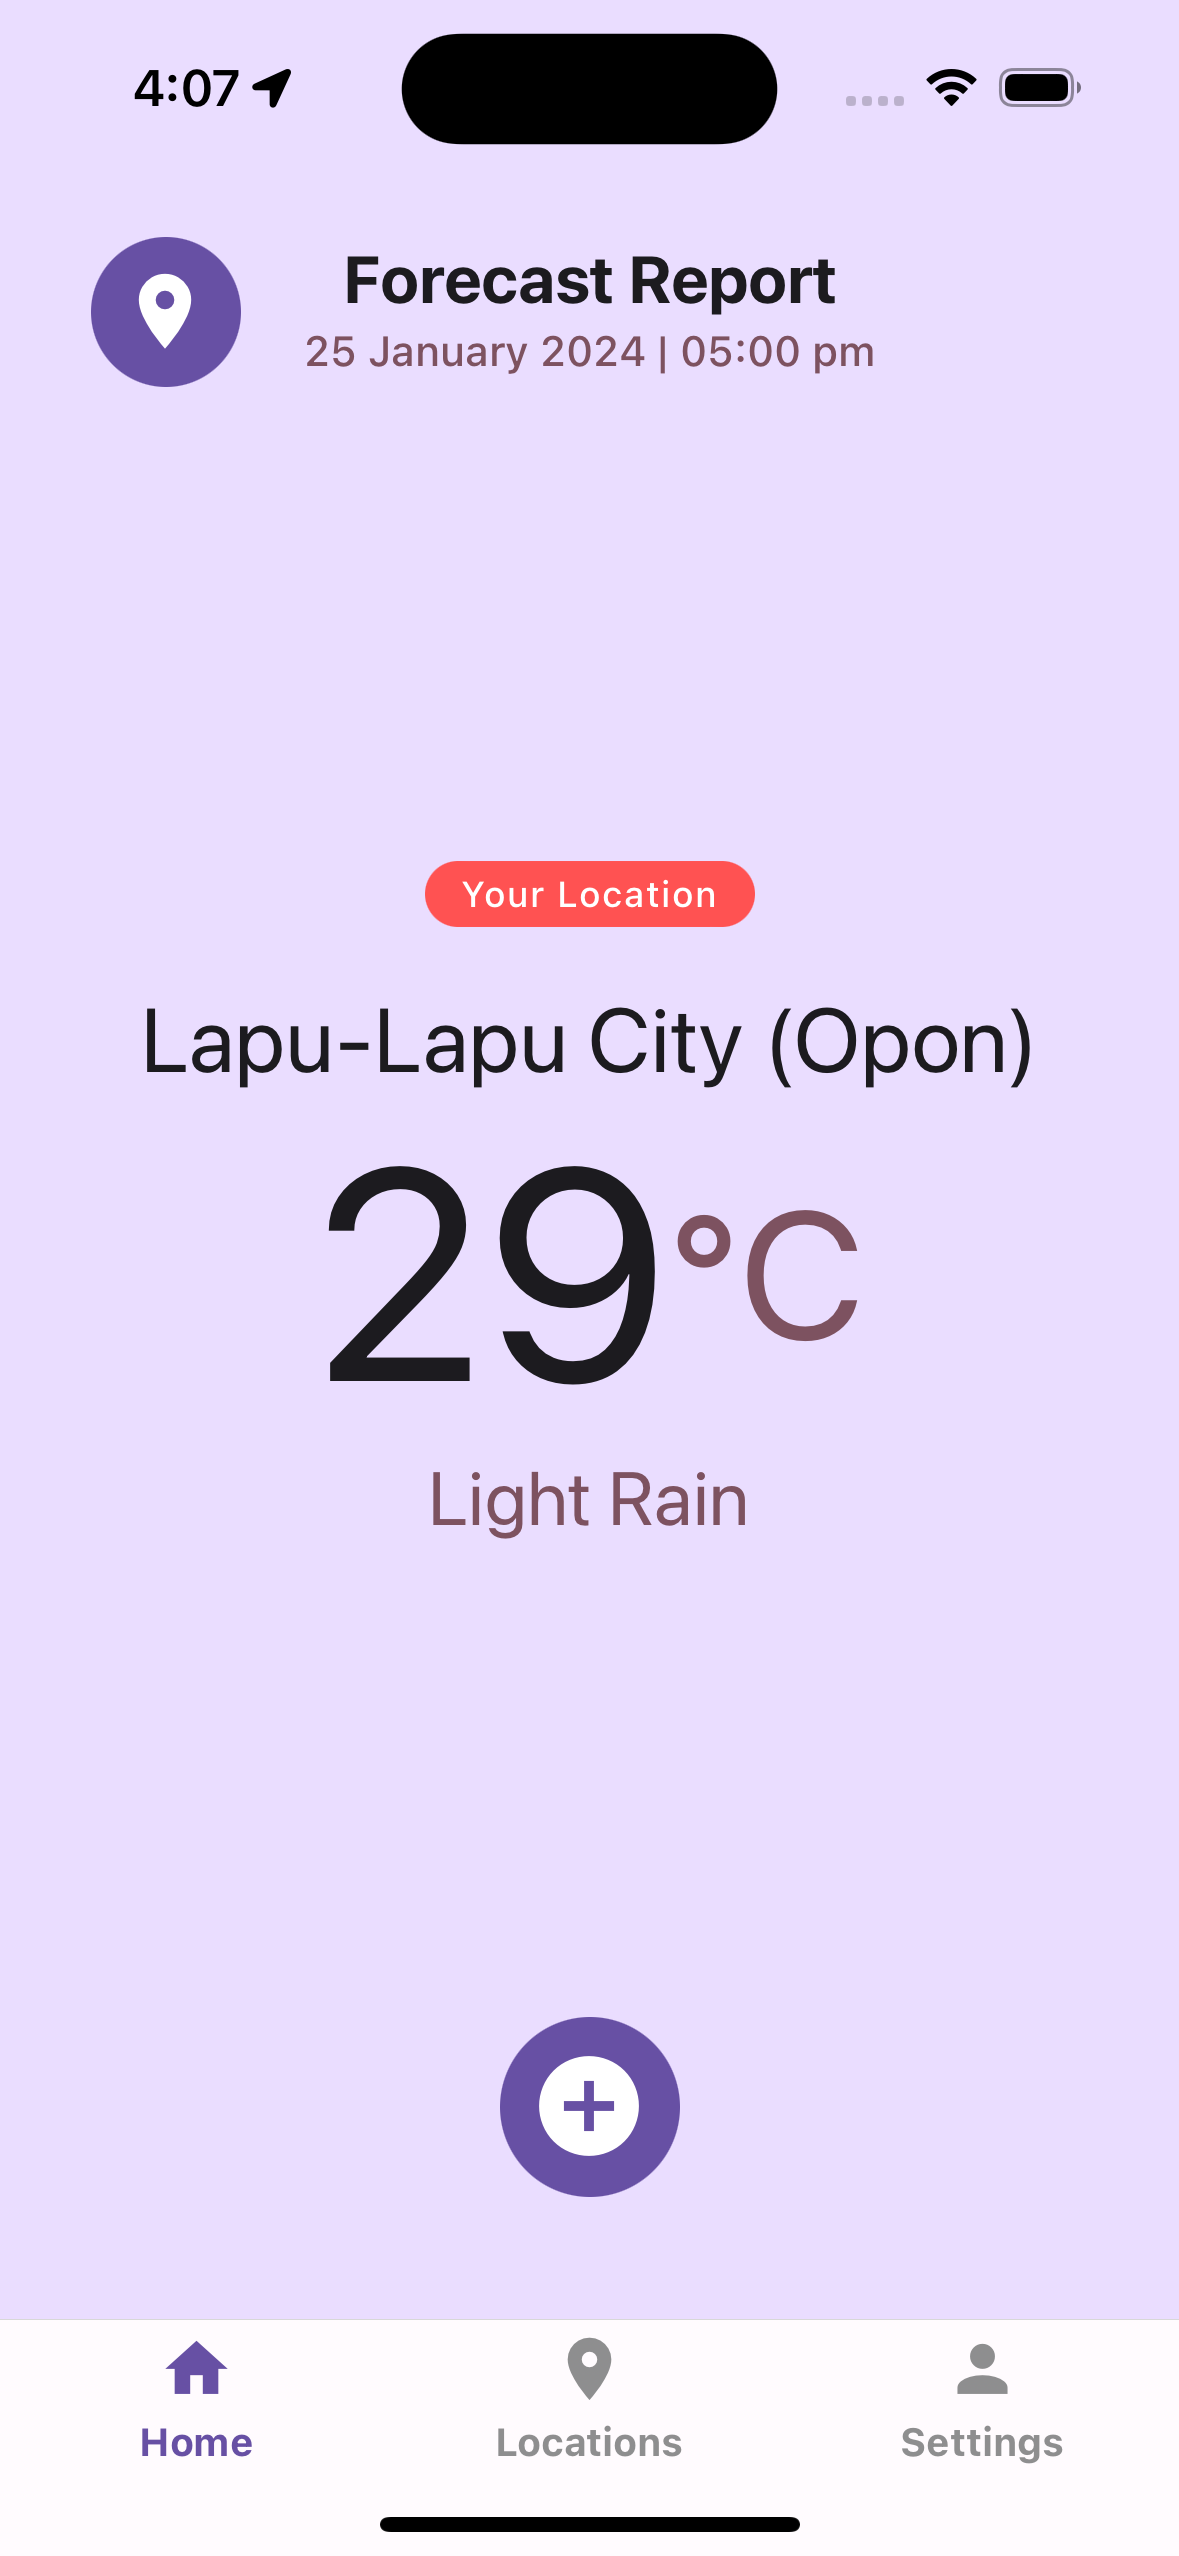 4:07
Forecast Report
25 January 2024 | 05:00 pm
Your Location
Lapu-Lapu City (Opon)
29°C
Light Rain
Home
Locations
Settings